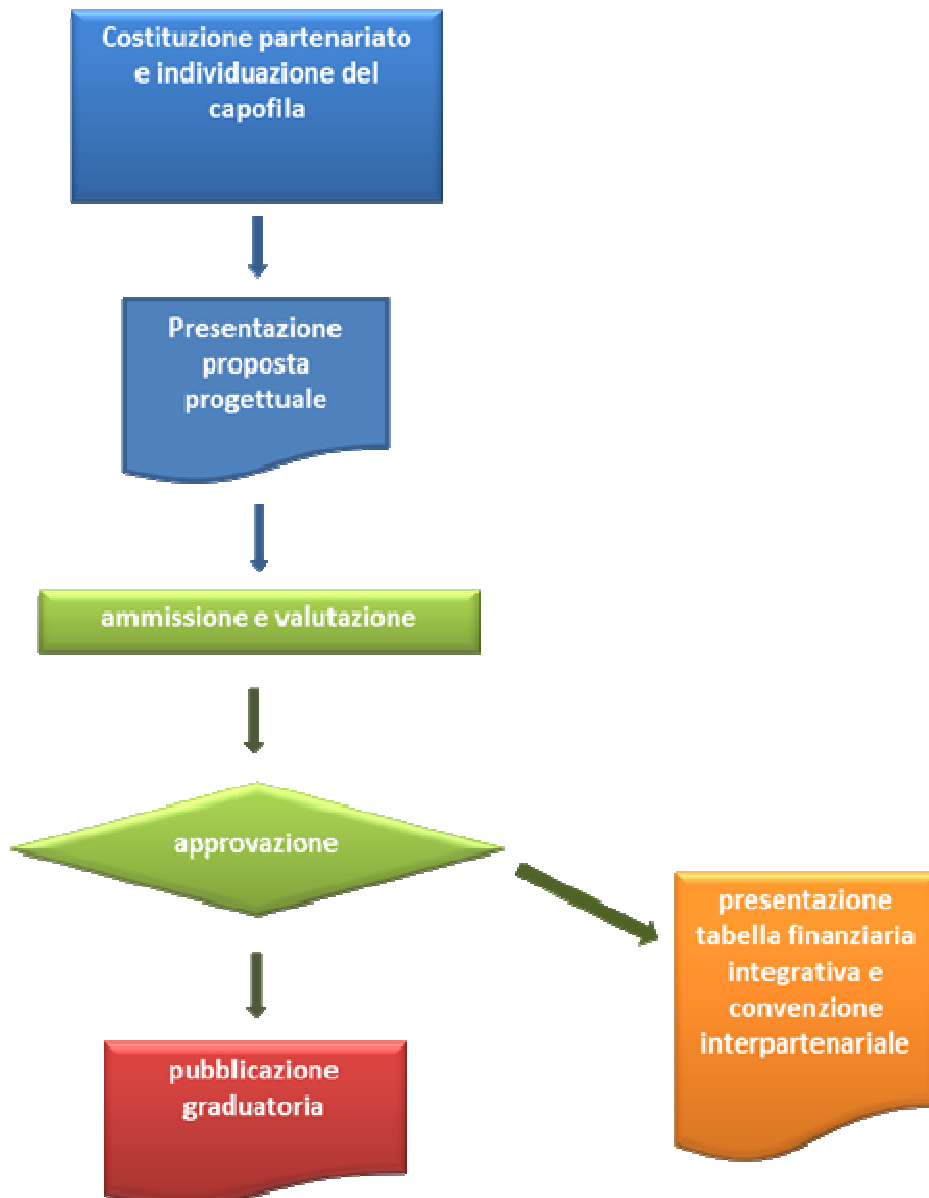 Costituzione partenariato
e individuazione del
capofila
Presentazione
proposta
progettuale
ammissione e valutazione
approvazione
presentazione
tabella finanziaria
integrativa e
convenzione
interpartenariale
pubblicazione
graduatoria